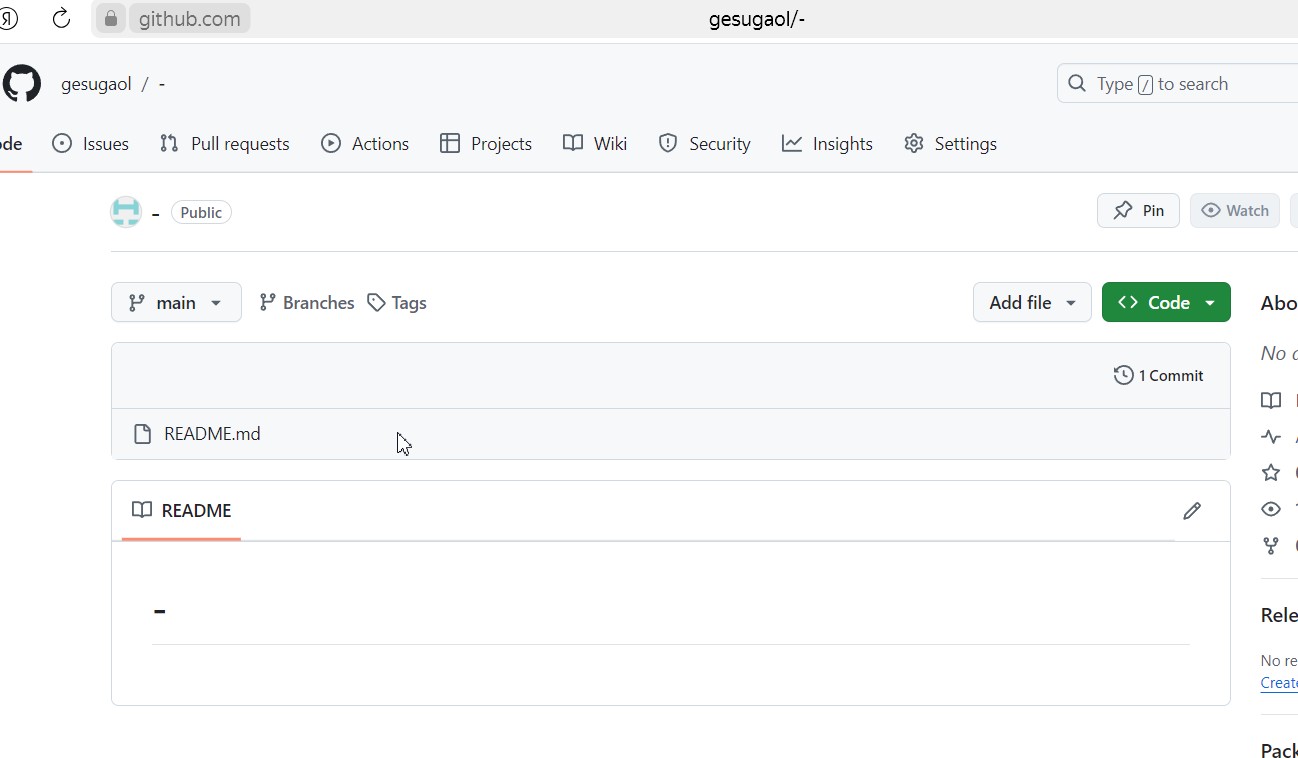 Я github.com gesugaol/-
gesugaol / - Type / to search
ode Issues Pull requests Actions Projects Wiki Security Insights Settings
- Public Pin Watch
main Branches Tags Add file Code Abo
No
1 Commit
README.md
README
-
Rele
No re
Create
Pack